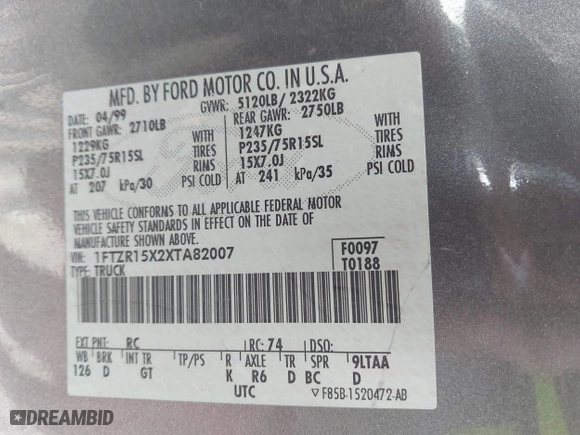 MFD. BY FORD MOTOR CO. IN U.S.A.
DATE: 04/99 GVWR: 5120LB/ 2322KG
FRONT GAWR: 2710LB REAR GAWR: 2750LB
1229KG WITH 1247KG WITH
P235/75R15SL TIRES P235/75R15SL TIRES
15X7.0J RIMS 15X7.0J RIMS
AT 207 kPa/30 PSI COLD AT 241 kPa/35 PSI COLD
THIS VEHICLE CONFORMS TO ALL APPLICABLE FEDERAL MOTOR
VEHICLE SAFETY STANDARDS IN EFFECT ON THE DATE OF
MANUFACTURE SHOWN ABOVE.
VIN: 1FTZR15X2XTA82007 F0097
TYPE: TRUCK T0188
EXT PNT: RC RC: 74 DSO:
WB BRK INT TR TP/PS R AXLE TR SPR 9LTAA
126 D GT K R6 D BC D
UTC ▽F85B-1520472-AB
DREAMBID